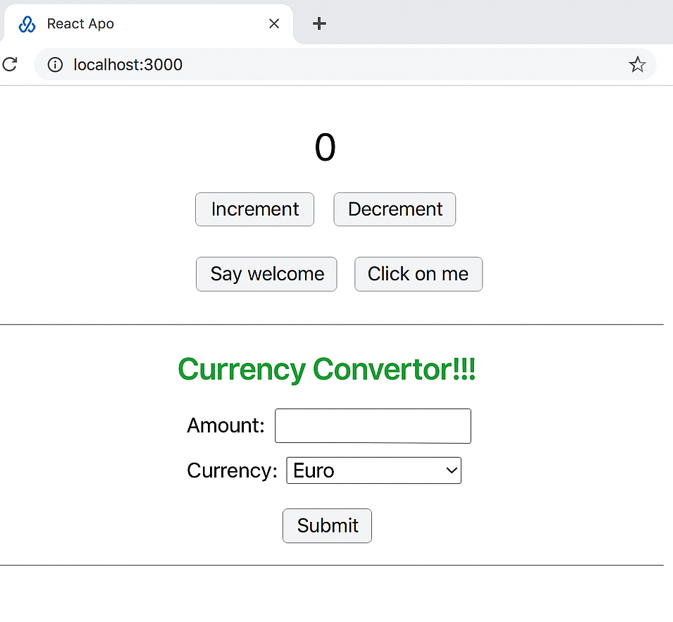 React Apo
localhost:3000
0
Increment Decrement
Say welcome Click on me
Currency Convertor!!!
Amount:
Currency: Euro
Submit